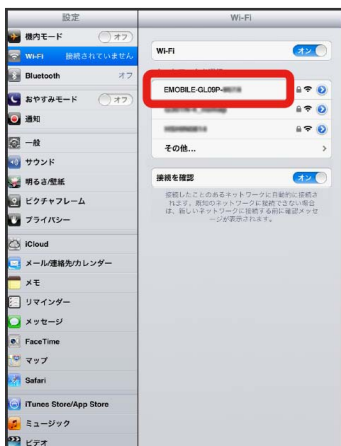 設定
機内モード
オフ
Wi-Fi
接続されていません
Bluetooth
オフ
おやすみモード
オフ
通知
一般
サウンド
明るさ/壁紙
ピクチャフレーム
プライバシー
iCloud
メール/連絡先/カレンダー
メモ
リマインダー
メッセージ
FaceTime
マップ
Safari
iTunes Store/App Store
ミュージック
ビデオ
Wi-Fi
Wi-Fi
オン
EMOBILE-GL09P-
その他...
接続を確認
オン
接続したことのあるネットワークに自動的に接続さ
れます。既知のネットワークに接続できない場合
は、新しいネットワークに接続する前に確認メッセ
ージが表示されます。